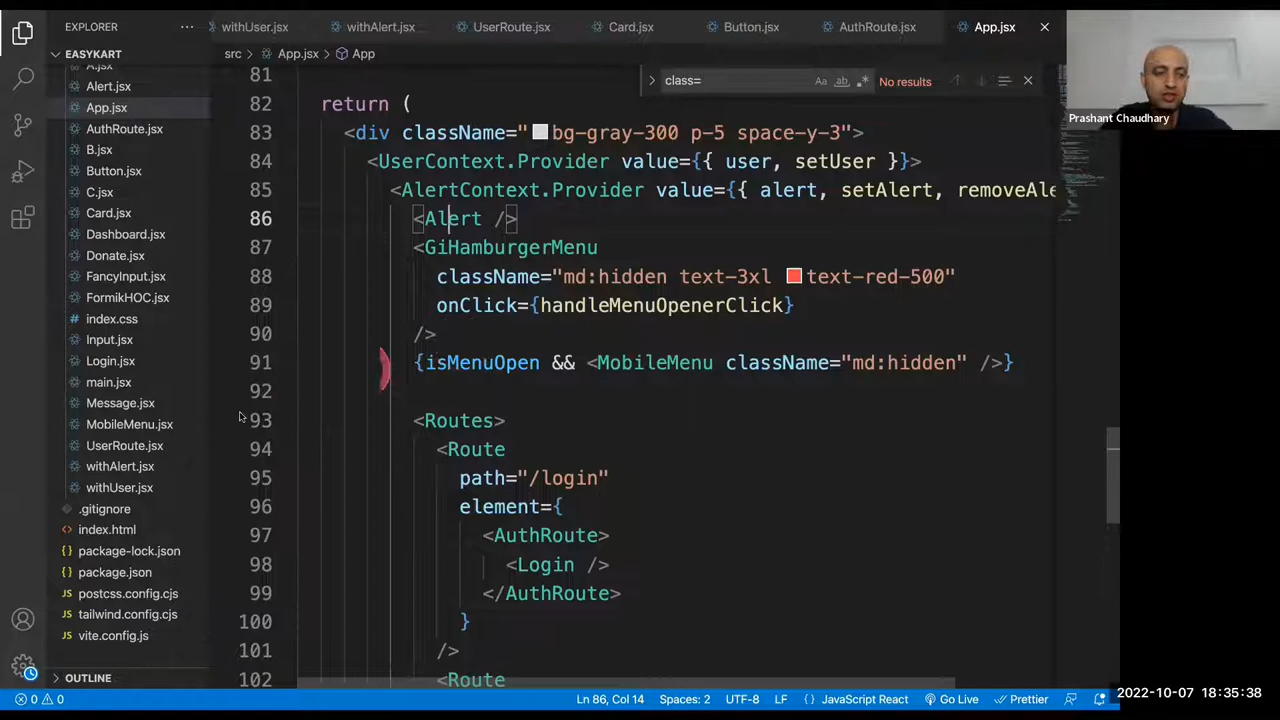 EXPLORER
withUser.jsx
withAlert.jsx
UserRoute.jsx
Card.jsx
Button.jsx
AuthRoute.jsx
App.jsx
EASYKART
A.jsx
Alert.jsx
App.jsx
AuthRoute.jsx
B.jsx
Button.jsx
C.jsx
Card.jsx
Dashboard.jsx
Donate.jsx
FancyInput.jsx
FormikHOC.jsx
index.css
Input.jsx
Login.jsx
main.jsx
Message.jsx
MobileMenu.jsx
UserRoute.jsx
withAlert.jsx
withUser.jsx
.gitignore
index.html
package-lock.json
package.json
postcss.config.cjs
tailwind.config.cjs
vite.config.js
OUTLINE
src > App.jsx > App
class=
Aa ab .*
No results
81
82 return (
83 <div className="bg-gray-300 p-5 space-y-3">
84 <UserContext.Provider value={{ user, setUser }}>
85 <AlertContext.Provider value={{ alert, setAlert, removeAle
86 <Alert />
87 <GiHamburgerMenu
88 className="md:hidden text-3xl text-red-500"
89 onClick={handleMenuOpenerClick}
90 />
91 {isMenuOpen && <MobileMenu className="md:hidden" />}
92
93 <Routes>
94 <Route
95 path="/login"
96 element={
97 <AuthRoute>
98 <Login />
99 </AuthRoute>
100 }
101 />
102 <Route
Prashant Chaudhary
0 0
Ln 86, Col 14
Spaces: 2
UTF-8
LF
{ } JavaScript React
Go Live
Prettier
2022-10-07 18:35:38